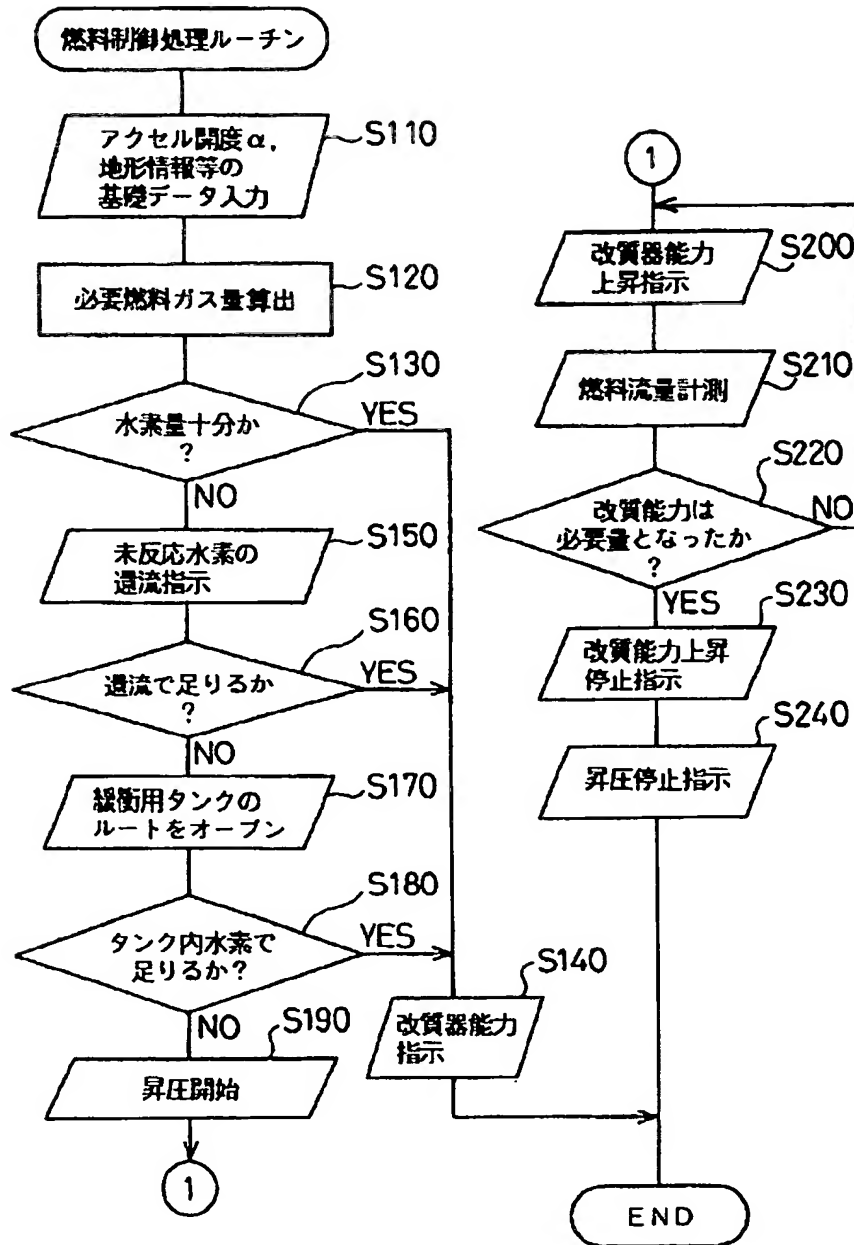 燃料制御処理ルーチン
アクセル開度α,
地形情報等の
基礎データ入力
S110
必要燃料ガス量算出
S120
水素量十分か
?
S130
YES
NO
未反応水素の
還流指示
S150
還流で足りるか
?
S160
YES
NO
緩衝用タンクの
ルートをオープン
S170
タンク内水素で
足りるか?
S180
YES
NO
昇圧開始
S190
1
改質器能力
指示
S140
1
改質器能力
上昇指示
S200
燃料流量計測
S210
改質能力は
必要量となったか
?
S220
NO
YES
改質能力上昇
停止指示
S230
昇圧停止指示
S240
END